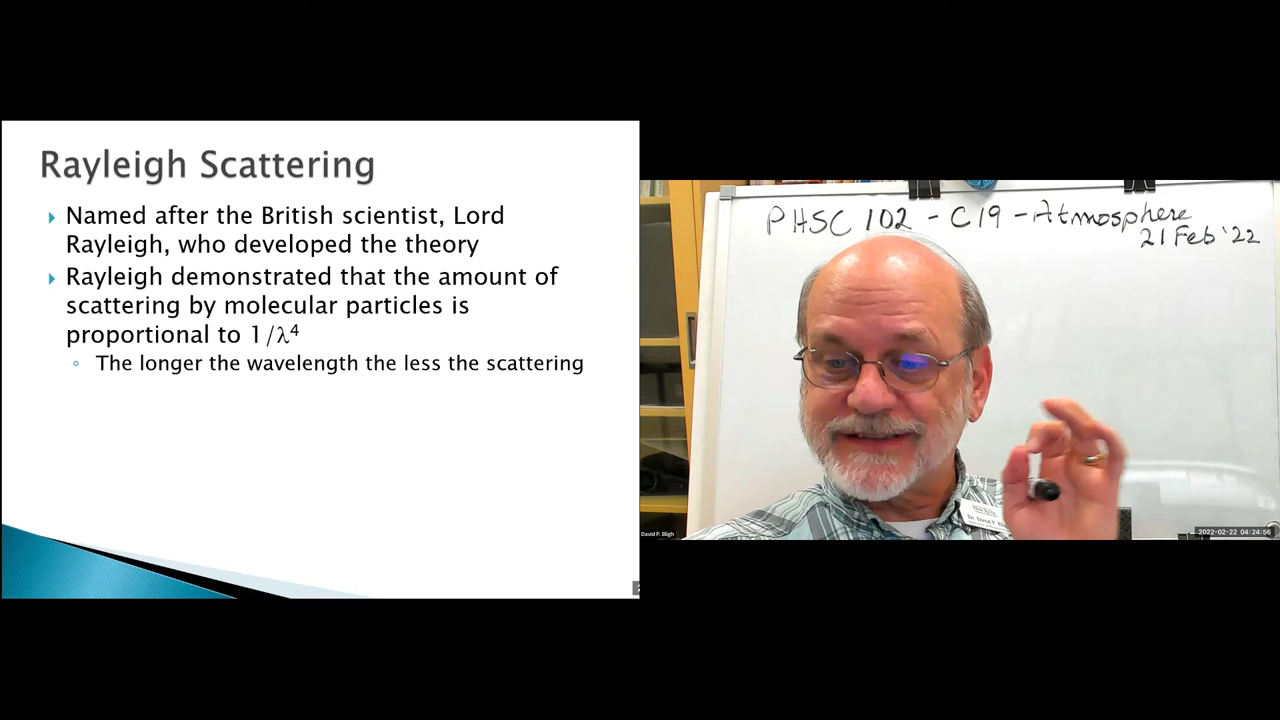 Rayleigh Scattering
Named after the British scientist, Lord
Rayleigh, who developed the theory
Rayleigh demonstrated that the amount of
scattering by molecular particles is
proportional to 1/λ⁴
The longer the wavelength the less the scattering
PHSC 102 - C19 - Atmosphere
21 Feb '22
Dr. David P.
David P. Bligh
2022-02-22 04:24:56